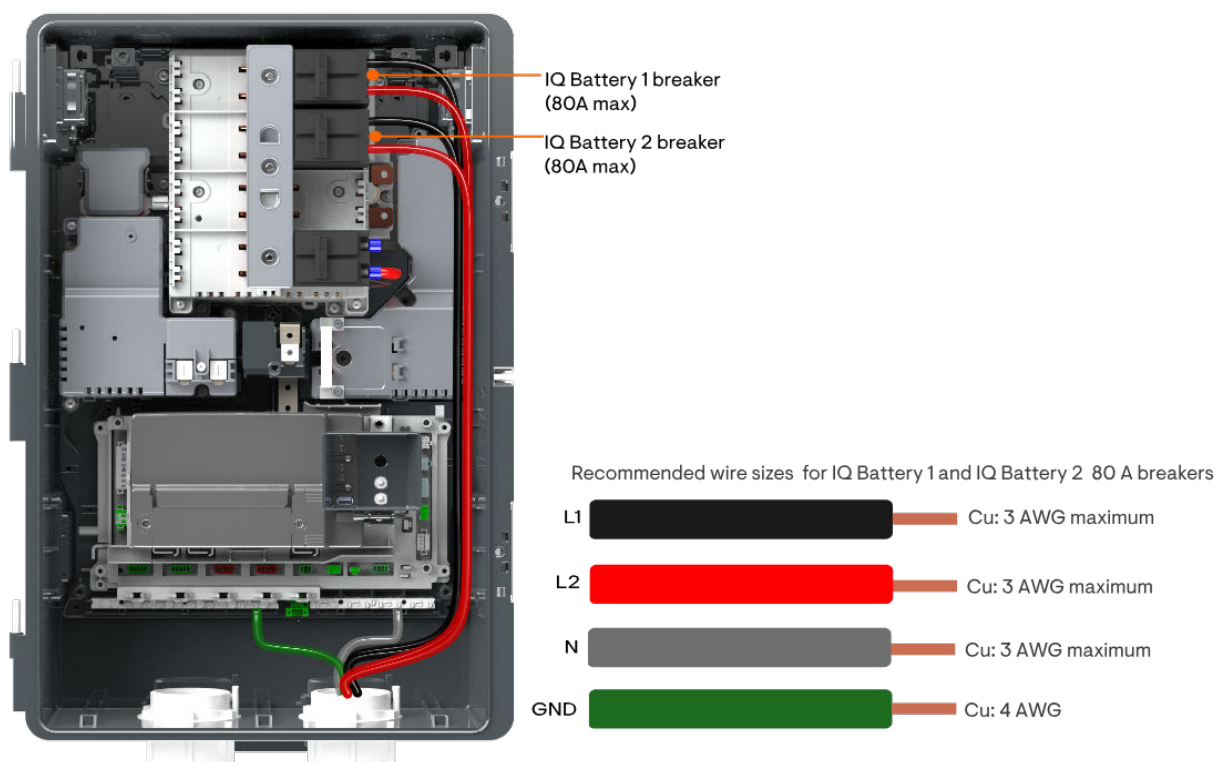 IQ Battery 1 breaker
(80A max)
IQ Battery 2 breaker
(80A max)
Recommended wire sizes for IQ Battery 1 and IQ Battery 2 80 A breakers
L1
Cu: 3 AWG maximum
L2
Cu: 3 AWG maximum
N
Cu: 3 AWG maximum
GND
Cu: 4 AWG